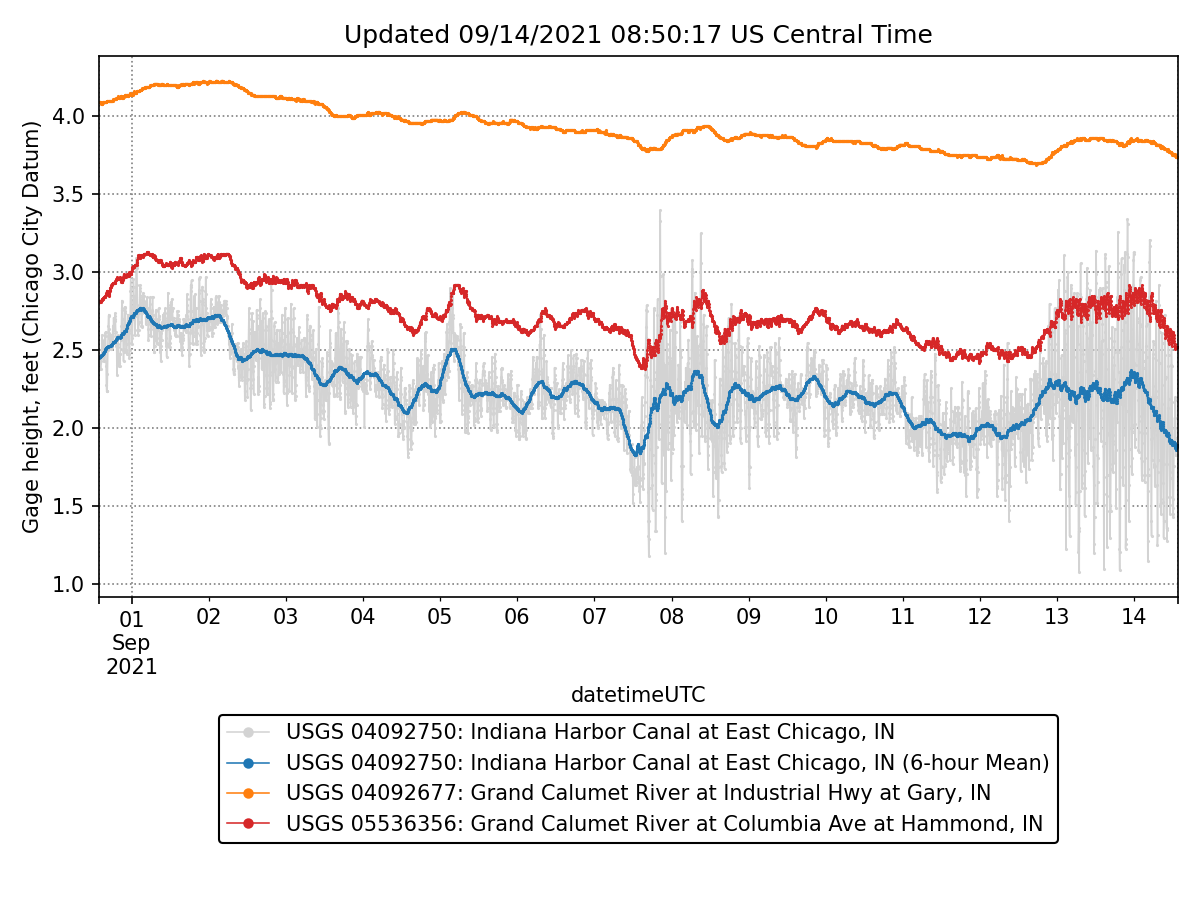 Updated 09/14/2021 08:50:17 US Central Time
Gage height, feet (Chicago City Datum)
4.0
3.5
3.0
2.5
2.0
1.5
1.0
01 02 03 04 05 06 07 08 09 10 11 12 13 14
Sep
2021
datetimeUTC
USGS 04092750: Indiana Harbor Canal at East Chicago, IN
USGS 04092750: Indiana Harbor Canal at East Chicago, IN (6-hour Mean)
USGS 04092677: Grand Calumet River at Industrial Hwy at Gary, IN
USGS 05536356: Grand Calumet River at Columbia Ave at Hammond, IN